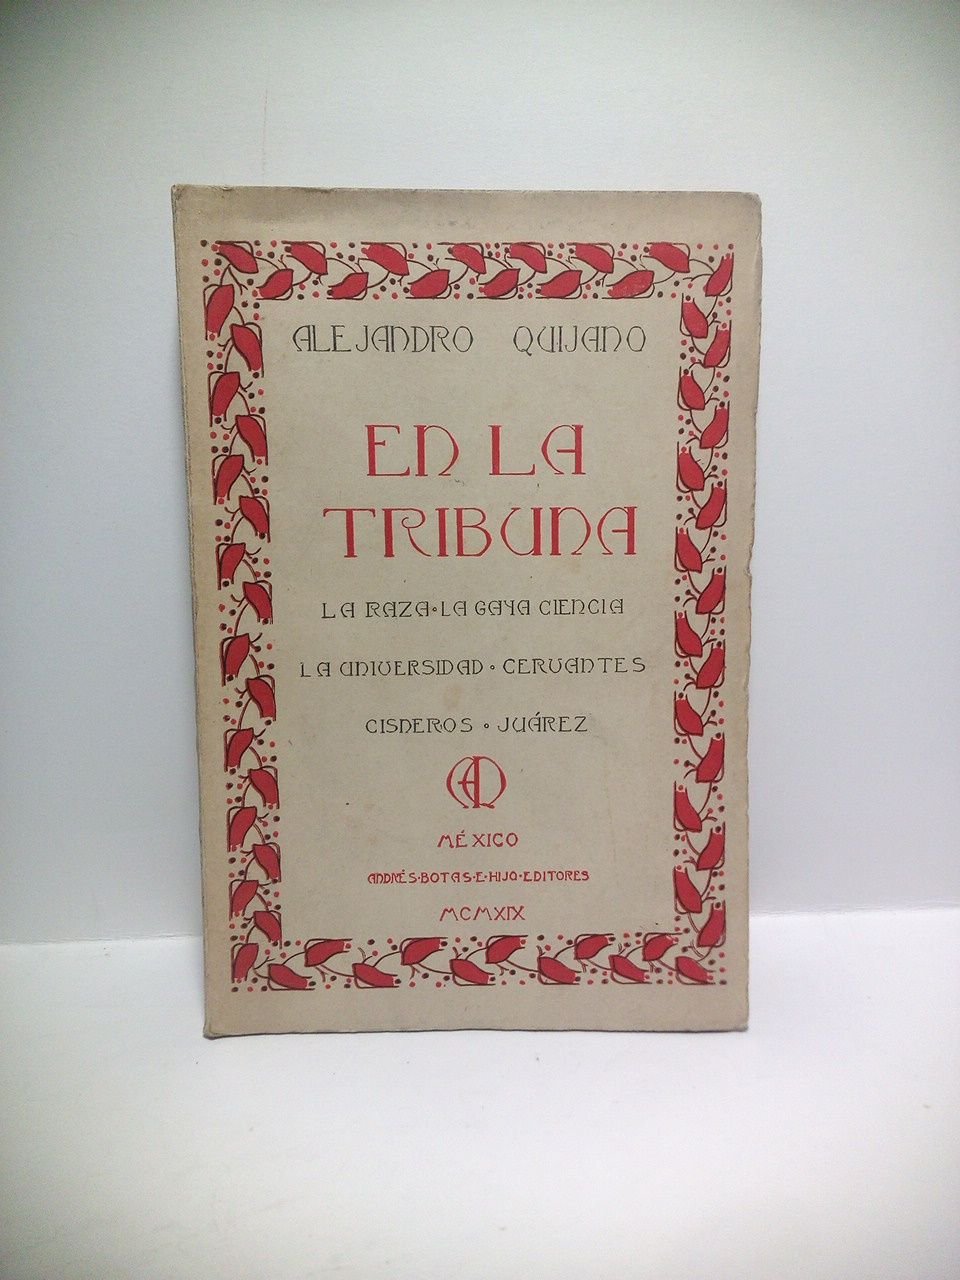 ALEJANDRO QUIJANO
EN LA
TRIBUNA
LA RAZA • LA GAYA CIENCIA
LA UNIVERSIDAD • CERVANTES
CISNEROS • JUÁREZ
AQ
MÉXICO
ANDRÉS • BOTAS • E • HIJO • EDITORES
MCMXIX